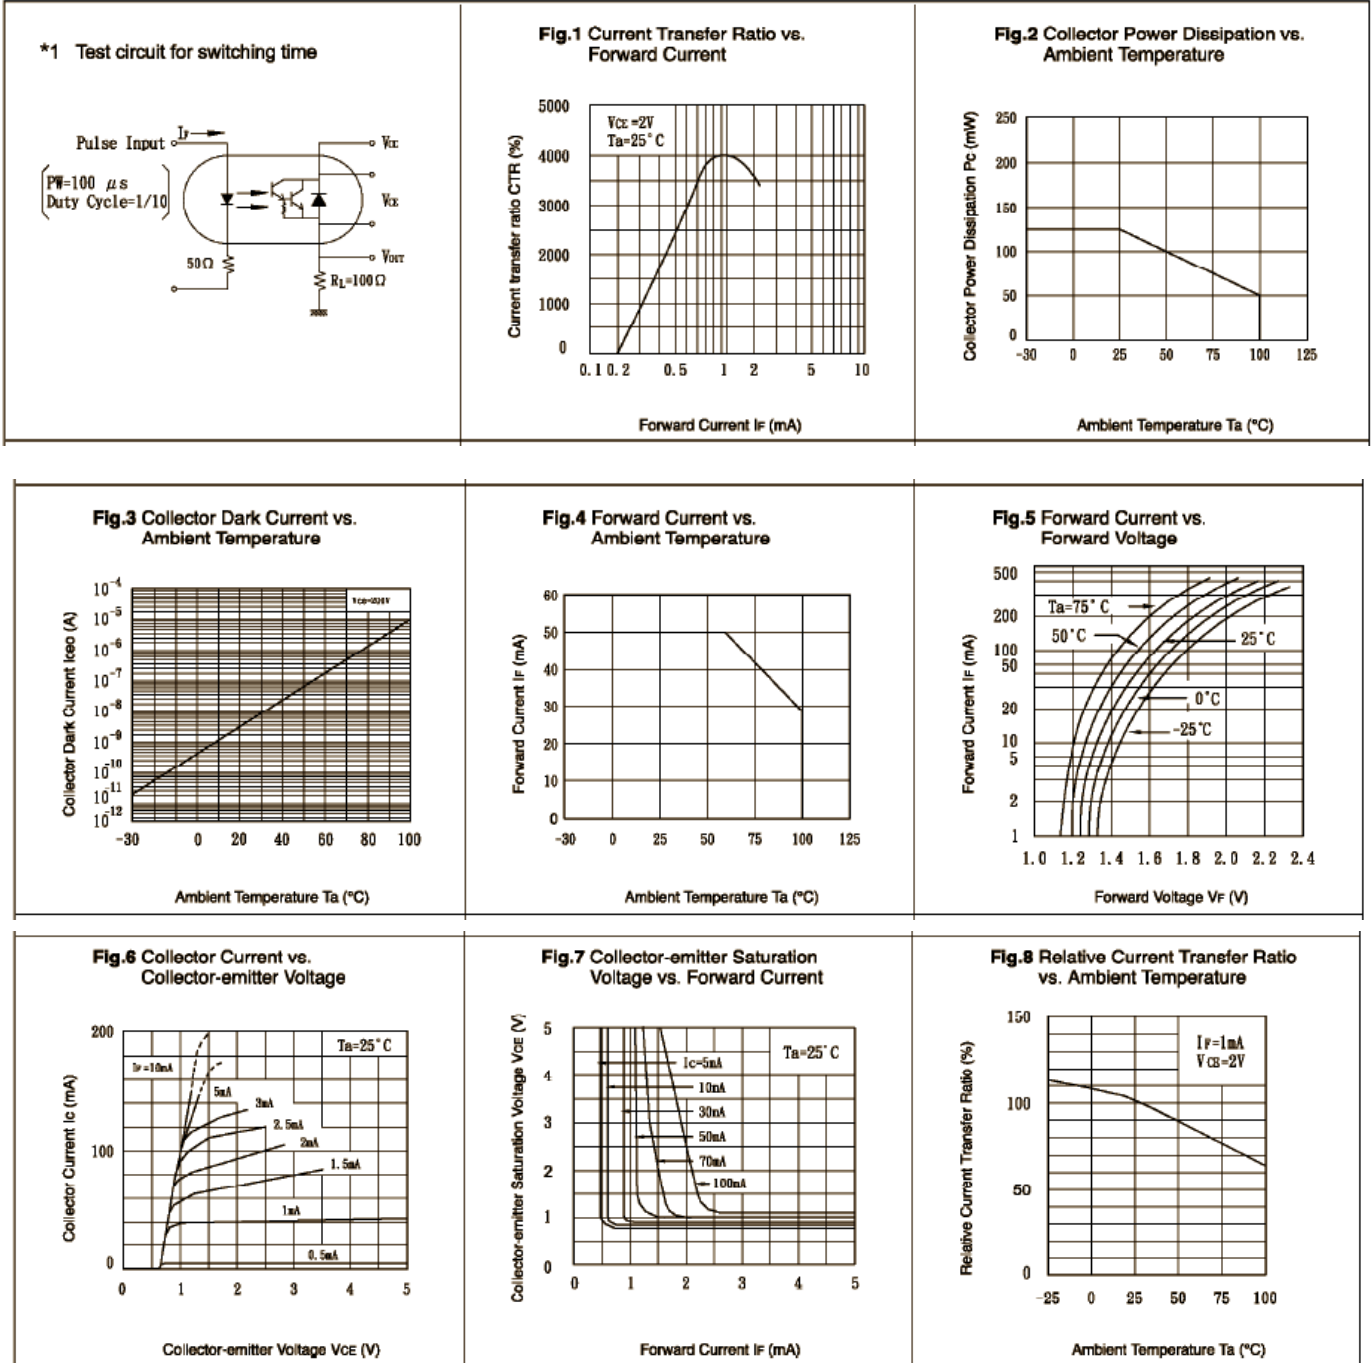 *1 Test circuit for switching time
Pulse Input
IF
PW=100 μs
Duty Cycle=1/10
50Ω
VCC
VCE
VOUT
RL=100Ω
Fig.1 Current Transfer Ratio vs.
Forward Current
Current transfer ratio CTR (%)
5000
4000
3000
2000
1000
0
VCE =2V
Ta=25°C
0.1 0.2 0.5 1 2 5 10
Forward Current IF (mA)
Fig.2 Collector Power Dissipation vs.
Ambient Temperature
Collector Power Dissipation Pc (mW)
250
200
150
100
50
0
-30 0 25 50 75 100 125
Ambient Temperature Ta (°C)
Fig.3 Collector Dark Current vs.
Ambient Temperature
Collector Dark Current Iceo (A)
10-4
10-5
10-6
10-7
10-8
10-9
10-10
10-11
10-12
-30 0 20 40 60 80 100
Ambient Temperature Ta (°C)
Fig.4 Forward Current vs.
Ambient Temperature
Forward Current IF (mA)
60
50
40
30
20
10
0
-30 0 25 50 75 100 125
Ambient Temperature Ta (°C)
Fig.5 Forward Current vs.
Forward Voltage
Forward Current IF (mA)
500
200
100
50
20
10
5
2
1
Ta=75°C
50°C
25°C
0°C
-25°C
1.0 1.2 1.4 1.6 1.8 2.0 2.2 2.4
Forward Voltage VF (V)
Fig.6 Collector Current vs.
Collector-emitter Voltage
Collector Current Ic (mA)
200
100
0
Ta=25°C
IF=10mA
5mA
3mA
2.5mA
2mA
1.5mA
1mA
0.5mA
0 1 2 3 4 5
Collector-emitter Voltage VCE (V)
Fig.7 Collector-emitter Saturation
Voltage vs. Forward Current
Collector-emitter Saturation Voltage VCE (V)
5
4
3
2
1
0
Ta=25°C
Ic=5mA
10mA
30mA
50mA
70mA
100mA
0 1 2 3 4 5
Forward Current IF (mA)
Fig.8 Relative Current Transfer Ratio
vs. Ambient Temperature
Relative Current Transfer Ratio (%)
150
100
50
0
IF=1mA
VCE=2V
-25 0 25 50 75 100
Ambient Temperature Ta (°C)